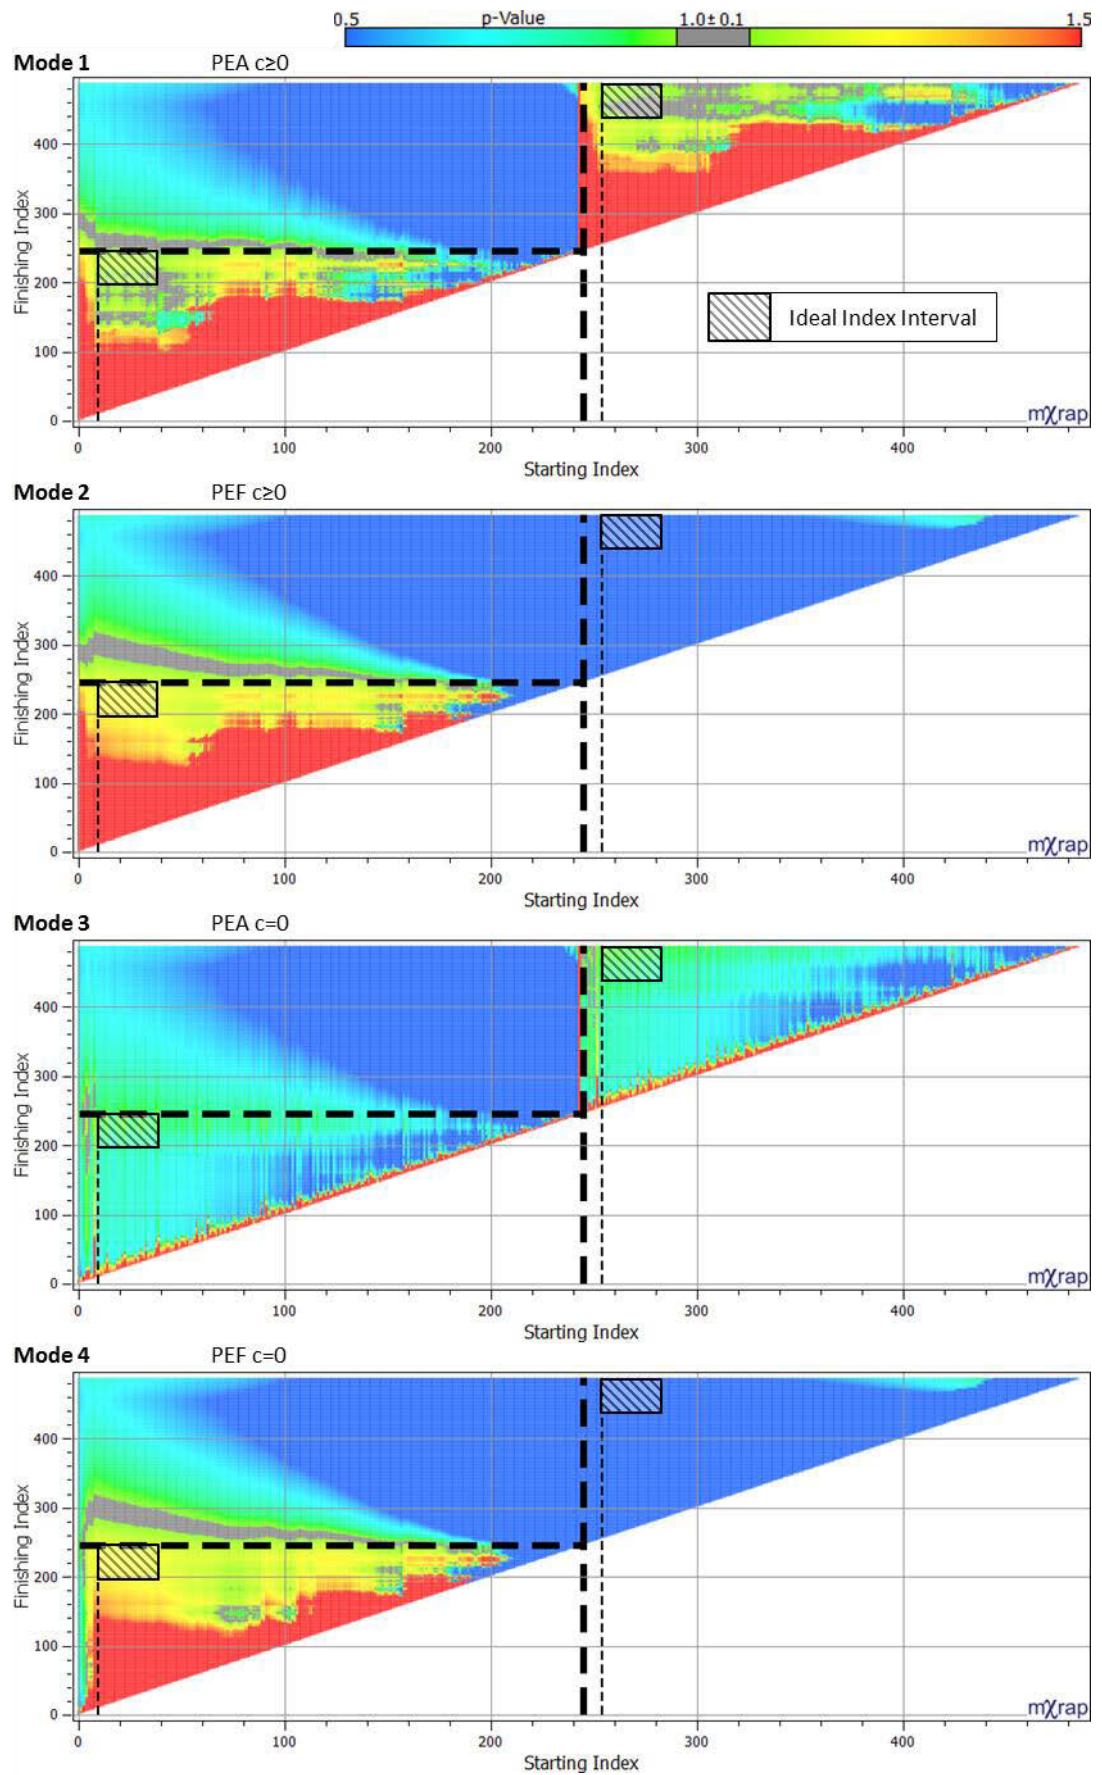 0.5 p-Value 1.0±0.1 1.5
Mode 1 PEA c≥0
Finishing Index
400
300
200
100
0
Ideal Index Interval
mχrap
0 100 200 300 400
Starting Index
Mode 2 PEF c≥0
Finishing Index
400
300
200
100
0
mχrap
0 100 200 300 400
Starting Index
Mode 3 PEA c=0
Finishing Index
400
300
200
100
0
mχrap
0 100 200 300 400
Starting Index
Mode 4 PEF c=0
Finishing Index
400
300
200
100
0
mχrap
0 100 200 300 400
Starting Index